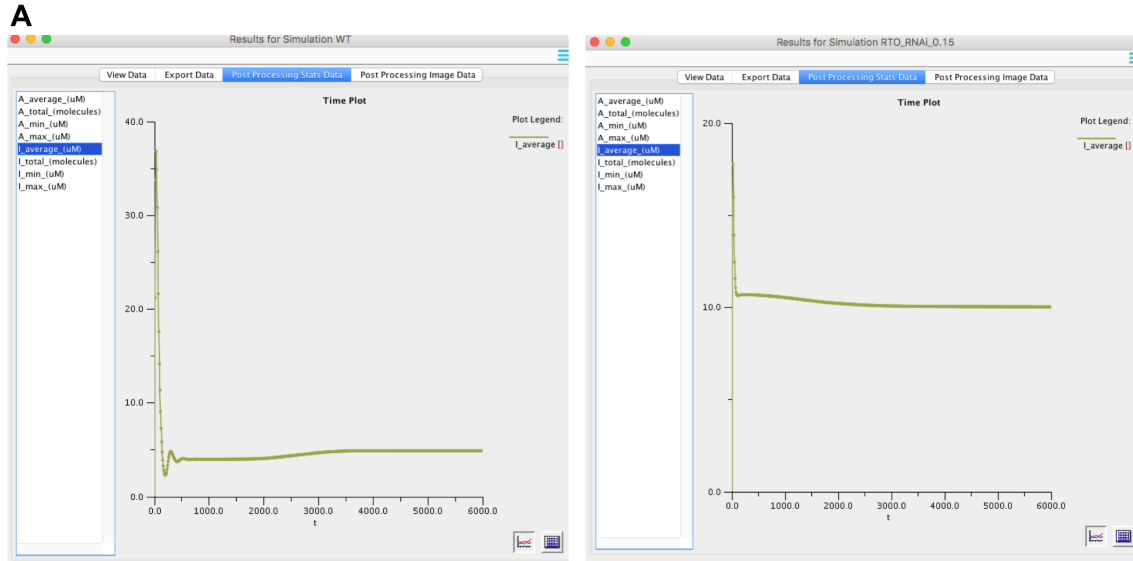 A
Results for Simulation WT
View Data Export Data Post Processing Stats Data Post Processing Image Data
A_average_(uM)
A_total_(molecules)
A_min_(uM)
A_max_(uM)
I_average_(uM)
I_total_(molecules)
I_min_(uM)
I_max_(uM)
Time Plot
Plot Legend:
I_average []
40.0
30.0
20.0
10.0
0.0
0.0 1000.0 2000.0 3000.0 4000.0 5000.0 6000.0
t
Results for Simulation RTO_RNAi_0.15
View Data Export Data Post Processing Stats Data Post Processing Image Data
A_average_(uM)
A_total_(molecules)
A_min_(uM)
A_max_(uM)
I_average_(uM)
I_total_(molecules)
I_min_(uM)
I_max_(uM)
Time Plot
Plot Legend:
I_average []
20.0
10.0
0.0
0.0 1000.0 2000.0 3000.0 4000.0 5000.0 6000.0
t